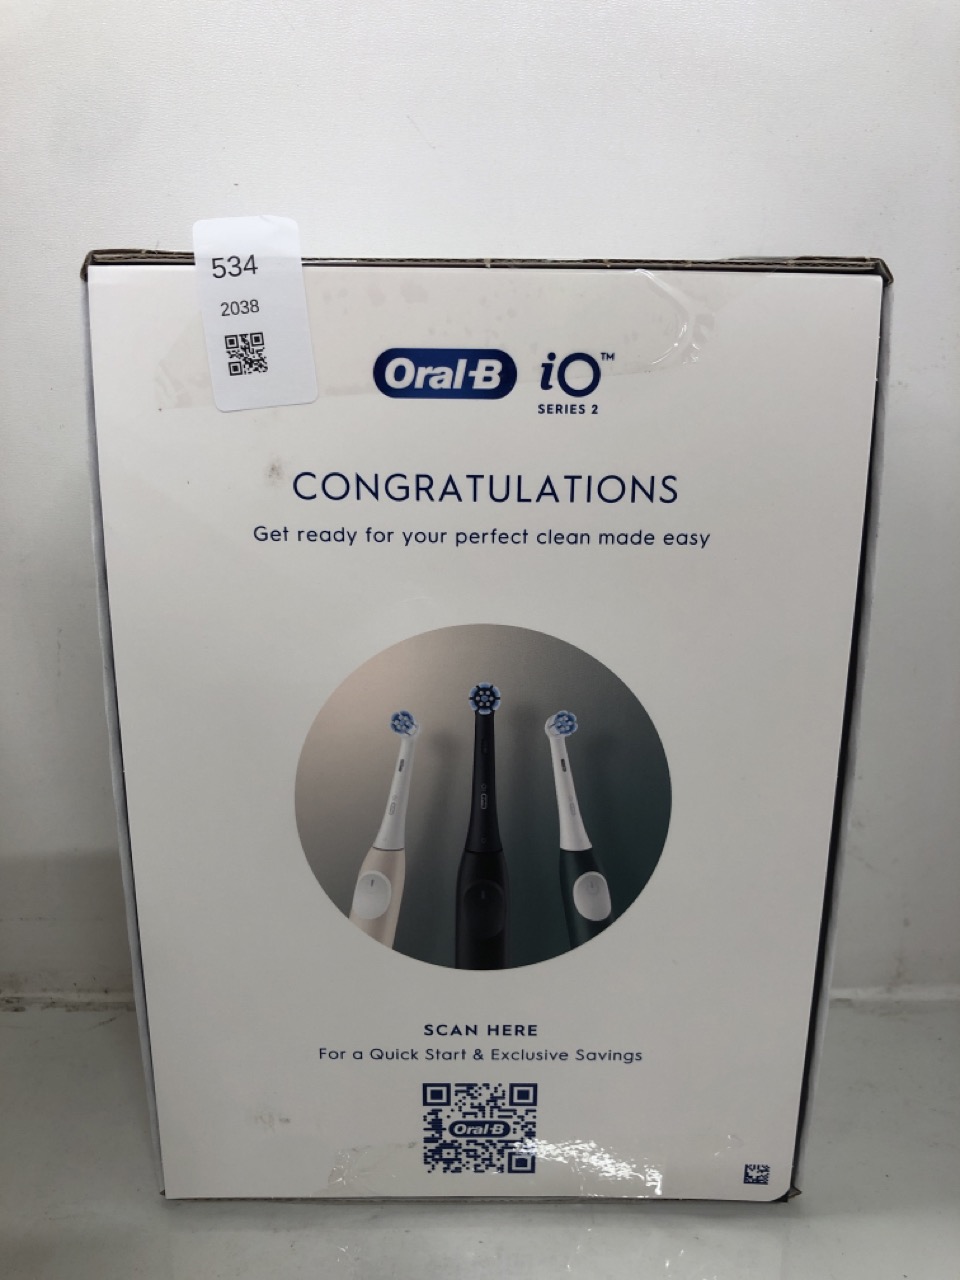 534
2038
Oral-B iO™
SERIES 2
CONGRATULATIONS
Get ready for your perfect clean made easy
SCAN HERE
For a Quick Start & Exclusive Savings
Oral-B